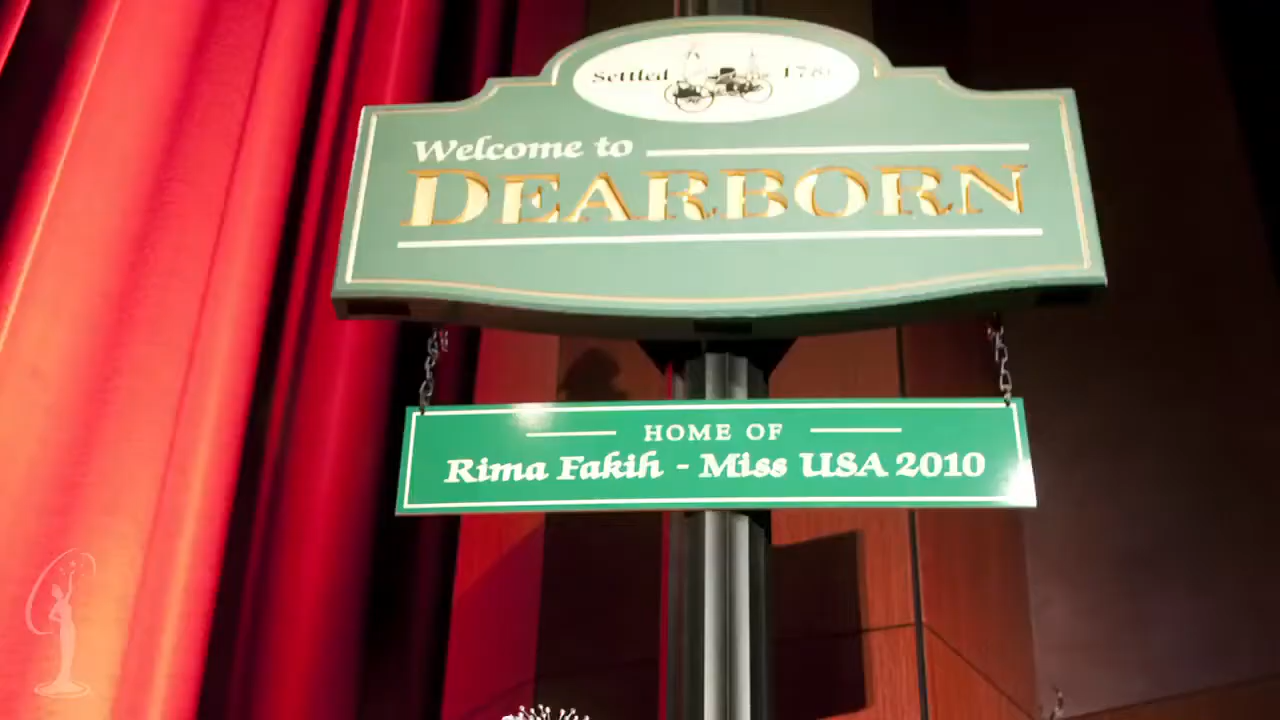 Settled
Welcome to
DEARBORN
HOME OF
Rima Fakih - Miss USA 2010